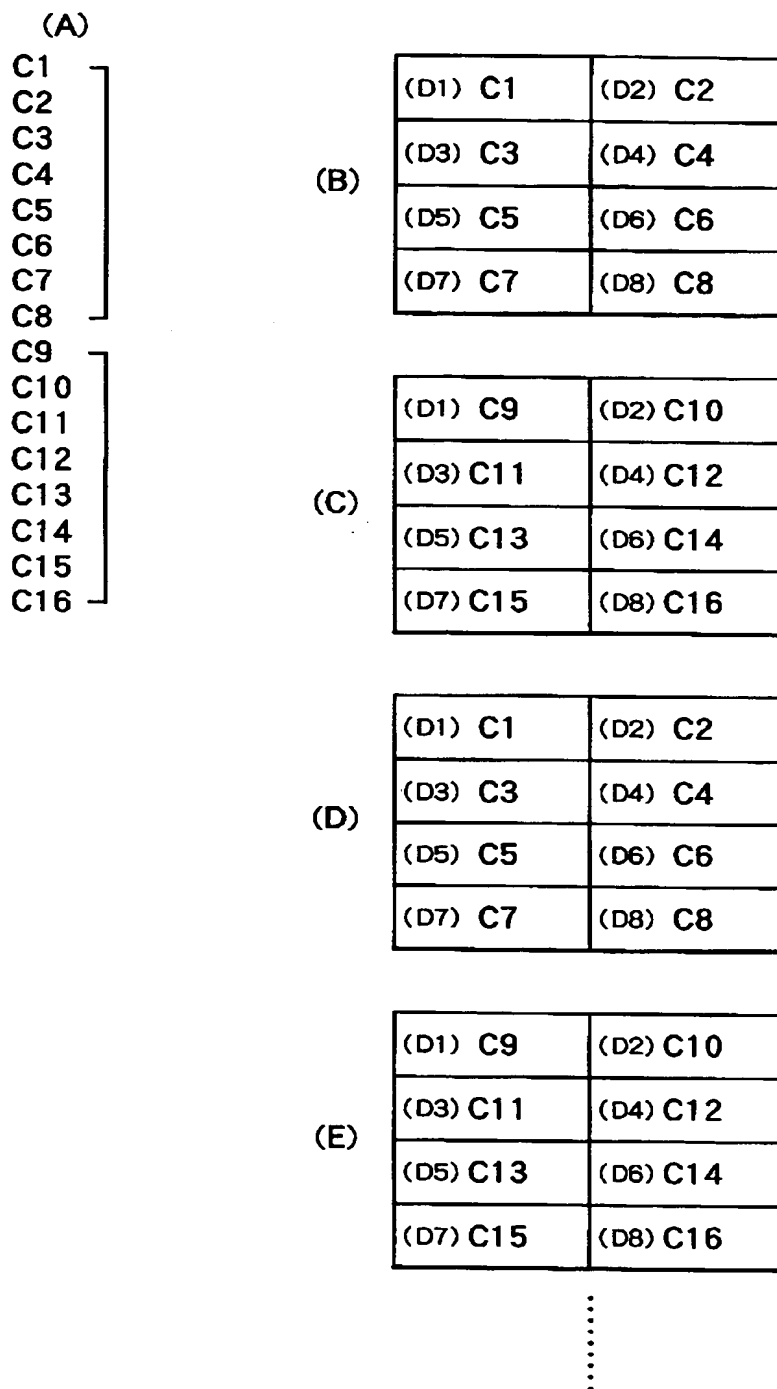 (A)
C1
C2
C3
C4
C5
C6
C7
C8
C9
C10
C11
C12
C13
C14
C15
C16
(B)
(D1) C1 (D2) C2
(D3) C3 (D4) C4
(D5) C5 (D6) C6
(D7) C7 (D8) C8
(C)
(D1) C9 (D2) C10
(D3) C11 (D4) C12
(D5) C13 (D6) C14
(D7) C15 (D8) C16
(D)
(D1) C1 (D2) C2
(D3) C3 (D4) C4
(D5) C5 (D6) C6
(D7) C7 (D8) C8
(E)
(D1) C9 (D2) C10
(D3) C11 (D4) C12
(D5) C13 (D6) C14
(D7) C15 (D8) C16